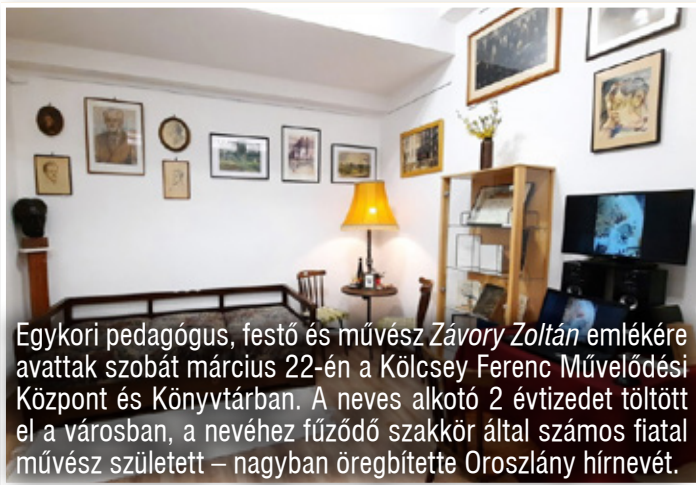 Egykori pedagógus, festő és művész Závory Zoltán emlékére
avattak szobát március 22-én a Kölcsey Ferenc Művelődési
Központ és Könyvtárban. A neves alkotó 2 évtizedet töltött
el a városban, a nevéhez fűződő szakkör által számos fiatal
művész született – nagyban öregbítette Oroszlány hírnevét.